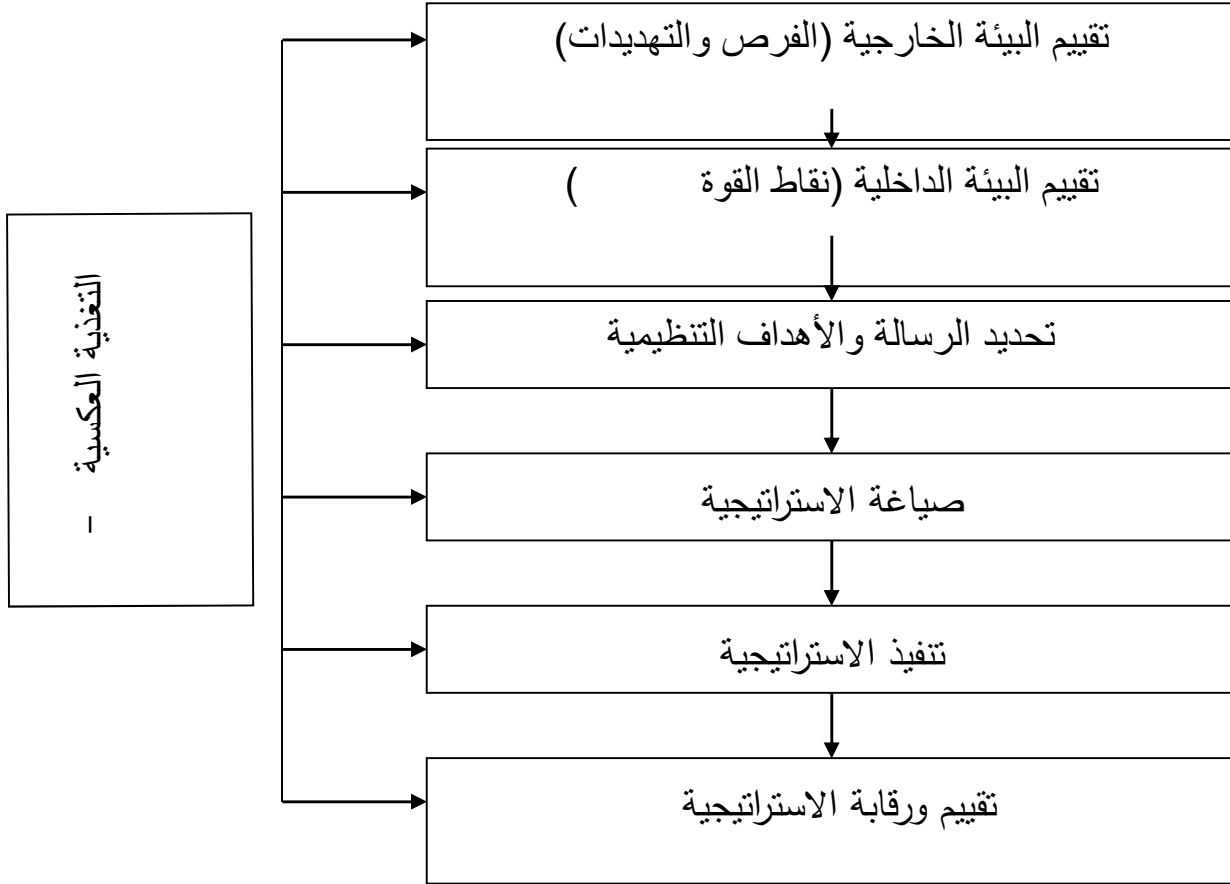 تقييم البيئة الخارجية (الفرص والتهديدات)
تقييم البيئة الداخلية (نقاط القوة )
تحديد الرسالة والأهداف التنظيمية
صياغة الاستراتيجية
تنفيذ الاستراتيجية
تقييم ورقابة الاستراتيجية
التغذية العكسية -